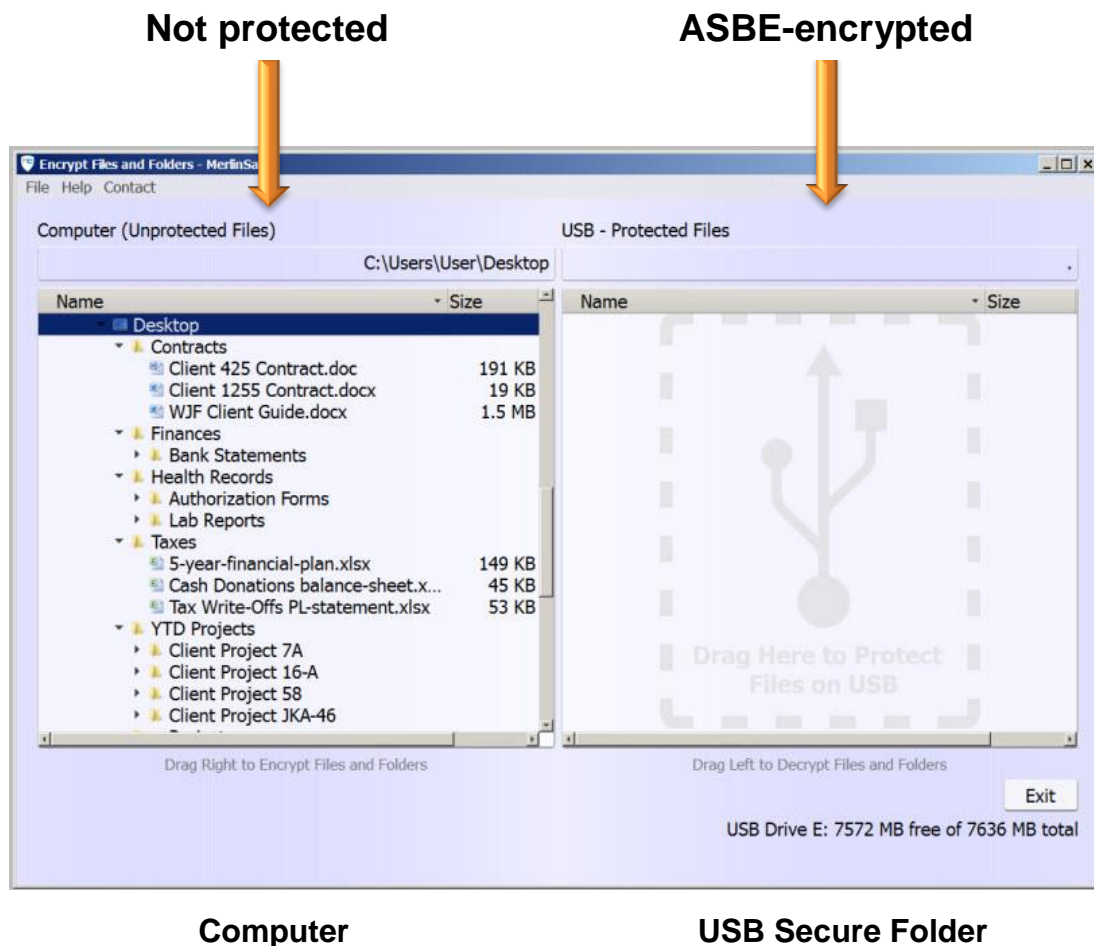 Not protected
ASBE-encrypted
Encrypt Files and Folders - MerlinSa
File Help Contact
Computer (Unprotected Files)
USB - Protected Files
C:\Users\User\Desktop
.
Name Size
Name Size
Desktop
Contracts
Client 425 Contract.doc 191 KB
Client 1255 Contract.docx 19 KB
WJF Client Guide.docx 1.5 MB
Finances
Bank Statements
Health Records
Authorization Forms
Lab Reports
Taxes
5-year-financial-plan.xlsx 149 KB
Cash Donations balance-sheet.x... 45 KB
Tax Write-Offs PL-statement.xlsx 53 KB
YTD Projects
Client Project 7A
Client Project 16-A
Client Project 58
Client Project JKA-46
Drag Here to Protect
Files on USB
Drag Right to Encrypt Files and Folders
Drag Left to Decrypt Files and Folders
Exit
USB Drive E: 7572 MB free of 7636 MB total
Computer
USB Secure Folder